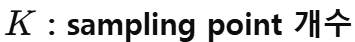 K : sampling point 개수